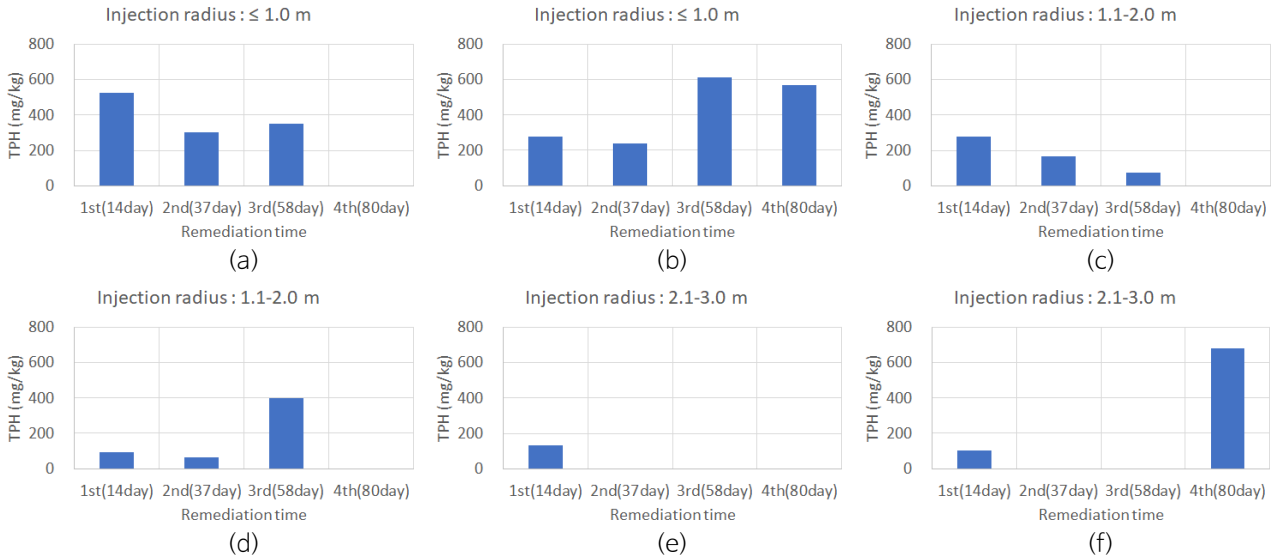 Injection radius : ≤ 1.0 m
TPH (mg/kg)
800
600
400
200
0
1st(14day) 2nd(37day) 3rd(58day) 4th(80day)
Remediation time
(a)
Injection radius : ≤ 1.0 m
TPH (mg/kg)
800
600
400
200
0
1st(14day) 2nd(37day) 3rd(58day) 4th(80day)
Remediation time
(b)
Injection radius : 1.1-2.0 m
TPH (mg/kg)
800
600
400
200
0
1st(14day) 2nd(37day) 3rd(58day) 4th(80day)
Remediation time
(c)
Injection radius : 1.1-2.0 m
TPH (mg/kg)
800
600
400
200
0
1st(14day) 2nd(37day) 3rd(58day) 4th(80day)
Remediation time
(d)
Injection radius : 2.1-3.0 m
TPH (mg/kg)
800
600
400
200
0
1st(14day) 2nd(37day) 3rd(58day) 4th(80day)
Remediation time
(e)
Injection radius : 2.1-3.0 m
TPH (mg/kg)
800
600
400
200
0
1st(14day) 2nd(37day) 3rd(58day) 4th(80day)
Remediation time
(f)